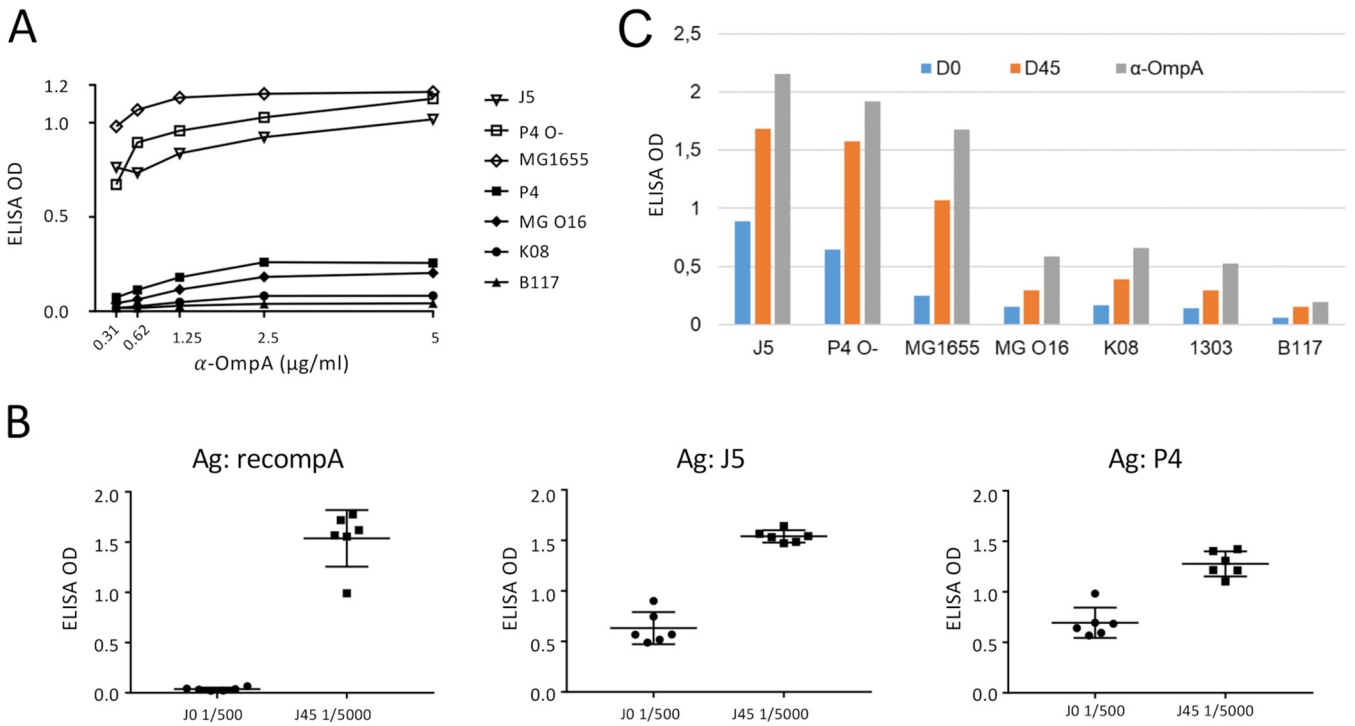 A
ELISA OD
1.2
1.0
0.5
0.0
0.31
0.62
1.25
2.5
5
α-OmpA (µg/ml)
J5
P4 O-
MG1655
P4
MG O16
K08
B117
C
ELISA OD
2,5
2
1,5
1
0,5
0
D0
D45
α-OmpA
J5
P4 O-
MG1655
MG O16
K08
1303
B117
B
Ag: recompA
ELISA OD
2.0
1.5
1.0
0.5
0.0
J0 1/500
J45 1/5000
Ag: J5
ELISA OD
2.0
1.5
1.0
0.5
0.0
J0 1/500
J45 1/5000
Ag: P4
ELISA OD
2.0
1.5
1.0
0.5
0.0
J0 1/500
J45 1/5000